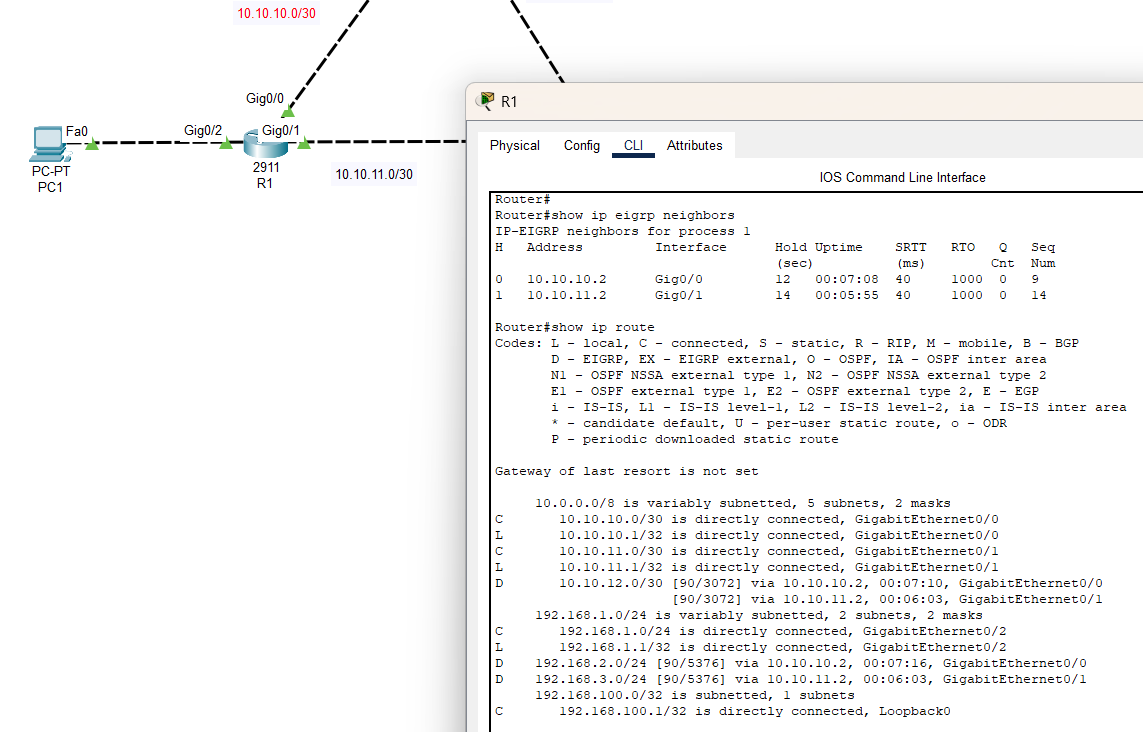 10.10.10.0/30
Gig0/0
Fa0
Gig0/2
Gig0/1
PC-PT
PC1
2911
R1
10.10.11.0/30
R1
Physical Config CLI Attributes
IOS Command Line Interface
Router#
Router#show ip eigrp neighbors
IP-EIGRP neighbors for process 1
H Address Interface Hold Uptime SRTT RTO Q Seq
(sec) (ms) Cnt Num
0 10.10.10.2 Gig0/0 12 00:07:08 40 1000 0 9
1 10.10.11.2 Gig0/1 14 00:05:55 40 1000 0 14
Router#show ip route
Codes: L - local, C - connected, S - static, R - RIP, M - mobile, B - BGP
D - EIGRP, EX - EIGRP external, O - OSPF, IA - OSPF inter area
N1 - OSPF NSSA external type 1, N2 - OSPF NSSA external type 2
E1 - OSPF external type 1, E2 - OSPF external type 2, E - EGP
i - IS-IS, L1 - IS-IS level-1, L2 - IS-IS level-2, ia - IS-IS inter area
* - candidate default, U - per-user static route, o - ODR
P - periodic downloaded static route
Gateway of last resort is not set
10.0.0.0/8 is variably subnetted, 5 subnets, 2 masks
C 10.10.10.0/30 is directly connected, GigabitEthernet0/0
L 10.10.10.1/32 is directly connected, GigabitEthernet0/0
C 10.10.11.0/30 is directly connected, GigabitEthernet0/1
L 10.10.11.1/32 is directly connected, GigabitEthernet0/1
D 10.10.12.0/30 [90/3072] via 10.10.10.2, 00:07:10, GigabitEthernet0/0
[90/3072] via 10.10.11.2, 00:06:03, GigabitEthernet0/1
192.168.1.0/24 is variably subnetted, 2 subnets, 2 masks
C 192.168.1.0/24 is directly connected, GigabitEthernet0/2
L 192.168.1.1/32 is directly connected, GigabitEthernet0/2
D 192.168.2.0/24 [90/5376] via 10.10.10.2, 00:07:16, GigabitEthernet0/0
D 192.168.3.0/24 [90/5376] via 10.10.11.2, 00:06:03, GigabitEthernet0/1
192.168.100.0/32 is subnetted, 1 subnets
C 192.168.100.1/32 is directly connected, Loopback0